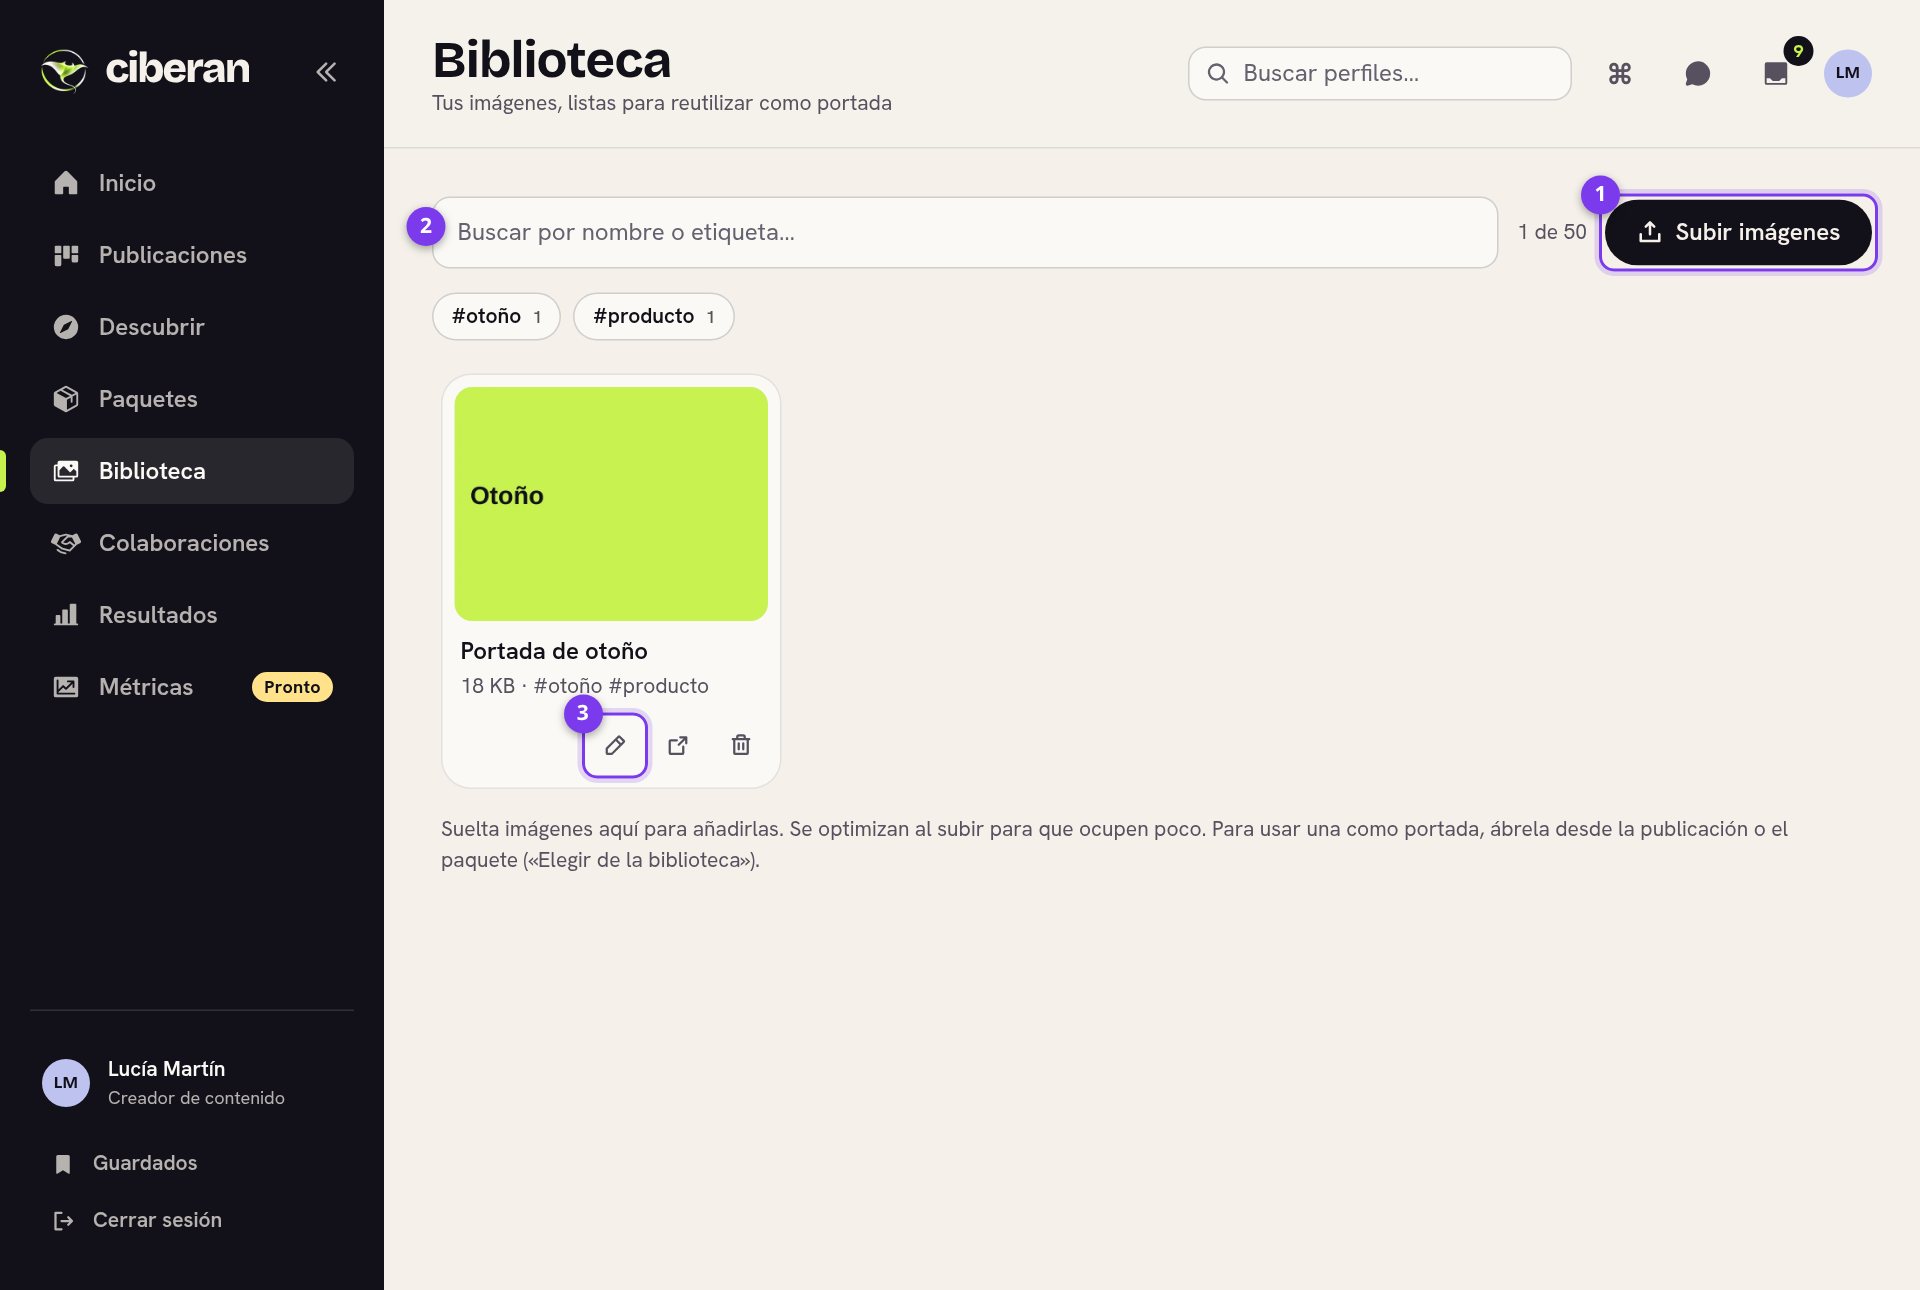 ciberan
Inicio
Publicaciones
Descubrir
Paquetes
Biblioteca
Colaboraciones
Resultados
Métricas Pronto
LM Lucía Martín
Creador de contenido
Guardados
Cerrar sesión
Biblioteca
Tus imágenes, listas para reutilizar como portada
Buscar perfiles...
9
LM
2 Buscar por nombre o etiqueta...
1 de 50
1 Subir imágenes
#otoño 1 #producto 1
Otoño
Portada de otoño
18 KB · #otoño #producto
3
Suelta imágenes aquí para añadirlas. Se optimizan al subir para que ocupen poco. Para usar una como portada, ábrela desde la publicación o el
paquete («Elegir de la biblioteca»).